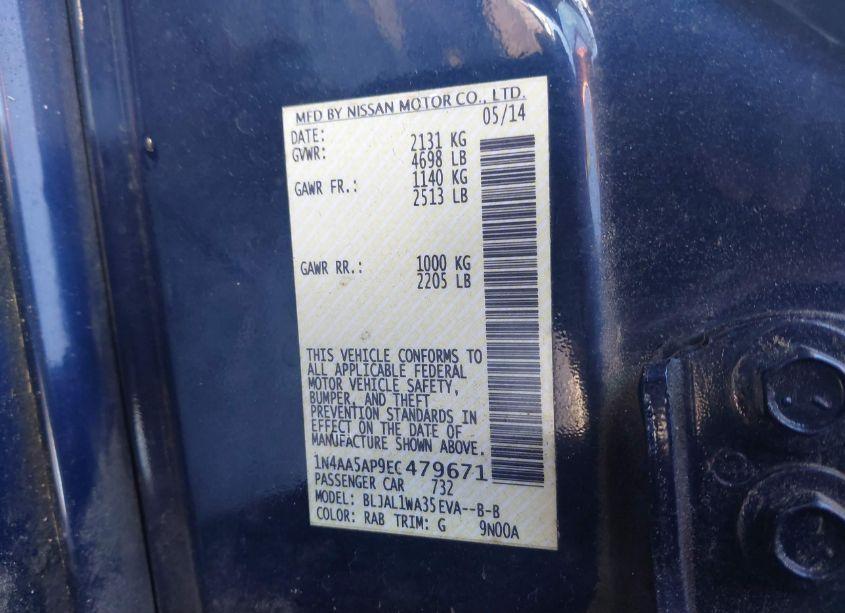 MFD BY NISSAN MOTOR CO., LTD.
DATE: 05/14
GVWR: 2131 KG
4698 LB
GAWR FR.: 1140 KG
2513 LB
GAWR RR.: 1000 KG
2205 LB
THIS VEHICLE CONFORMS TO
ALL APPLICABLE FEDERAL
MOTOR VEHICLE SAFETY,
BUMPER, AND THEFT
PREVENTION STANDARDS IN
EFFECT ON THE DATE OF
MANUFACTURE SHOWN ABOVE.
1N4AA5AP9EC479671
PASSENGER CAR 732
MODEL: BLJAL1WA35EVA--B-B
COLOR: RAB TRIM: G 9N00A